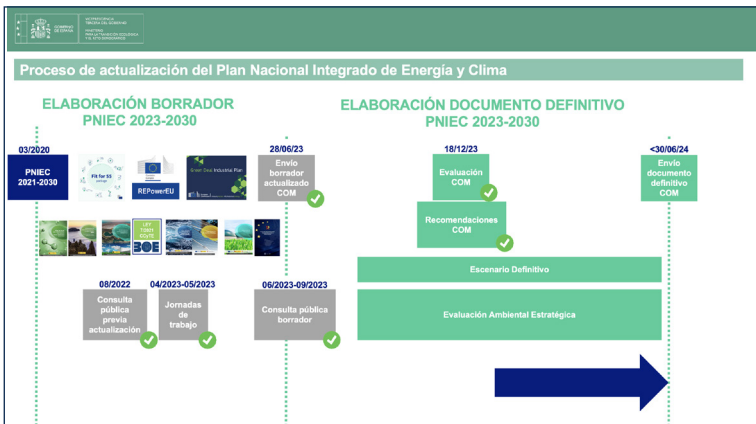 GOBIERNO
DE ESPAÑA
VICEPRESIDENCIA
TERCERA DEL GOBIERNO
MINISTERIO
PARA LA TRANSICIÓN ECOLÓGICA
Y EL RETO DEMOGRÁFICO
Proceso de actualización del Plan Nacional Integrado de Energía y Clima
ELABORACIÓN BORRADOR
PNIEC 2023-2030
ELABORACIÓN DOCUMENTO DEFINITIVO
PNIEC 2023-2030
03/2020
PNIEC
2021-2030
Fit for 55
REPowerEU
Green Deal Industrial Plan
28/06/23
Envío
borrador
actualizado
COM
18/12/23
Evaluación
COM
Recomendaciones
COM
<30/06/24
Envío
documento
definitivo
COM
LEY
7/2021
CC y TE
BOE
Escenario Definitivo
08/2022
Consulta
pública
previa
actualización
04/2023-05/2023
Jornadas
de
trabajo
06/2023-09/2023
Consulta pública
borrador
Evaluación Ambiental Estratégica